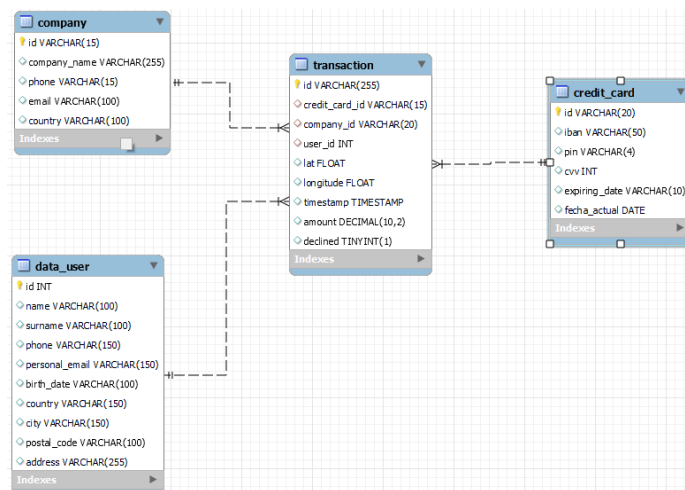 company
id VARCHAR(15)
company_name VARCHAR(255)
phone VARCHAR(15)
email VARCHAR(100)
country VARCHAR(100)
Indexes
transaction
id VARCHAR(255)
credit_card_id VARCHAR(15)
company_id VARCHAR(20)
user_id INT
lat FLOAT
longitude FLOAT
timestamp TIMESTAMP
amount DECIMAL(10,2)
declined TINYINT(1)
Indexes
credit_card
id VARCHAR(20)
iban VARCHAR(50)
pin VARCHAR(4)
cvv INT
expiring_date VARCHAR(10)
fecha_actual DATE
Indexes
data_user
id INT
name VARCHAR(100)
surname VARCHAR(100)
phone VARCHAR(150)
personal_email VARCHAR(150)
birth_date VARCHAR(100)
country VARCHAR(150)
city VARCHAR(150)
postal_code VARCHAR(100)
address VARCHAR(255)
Indexes